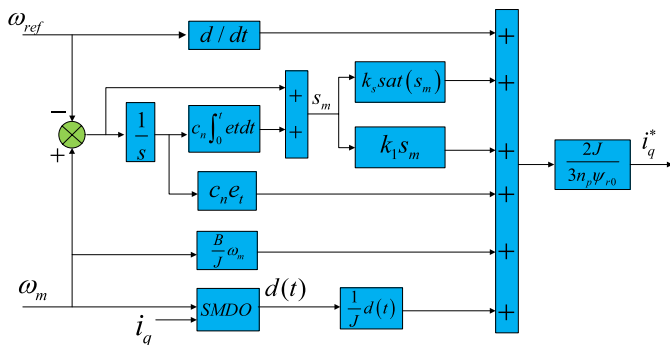 ω_ref
d / dt
+
−
+
1/s
c_n ∫_0^t etdt
+
+
s_m
k_s sat(s_m)
+
k_1 s_m
+
c_n e_t
+
B/J ω_m
+
ω_m
i_q
SMDO
d(t)
1/J d(t)
+
2J/3n_p ψ_r0
i_q^*